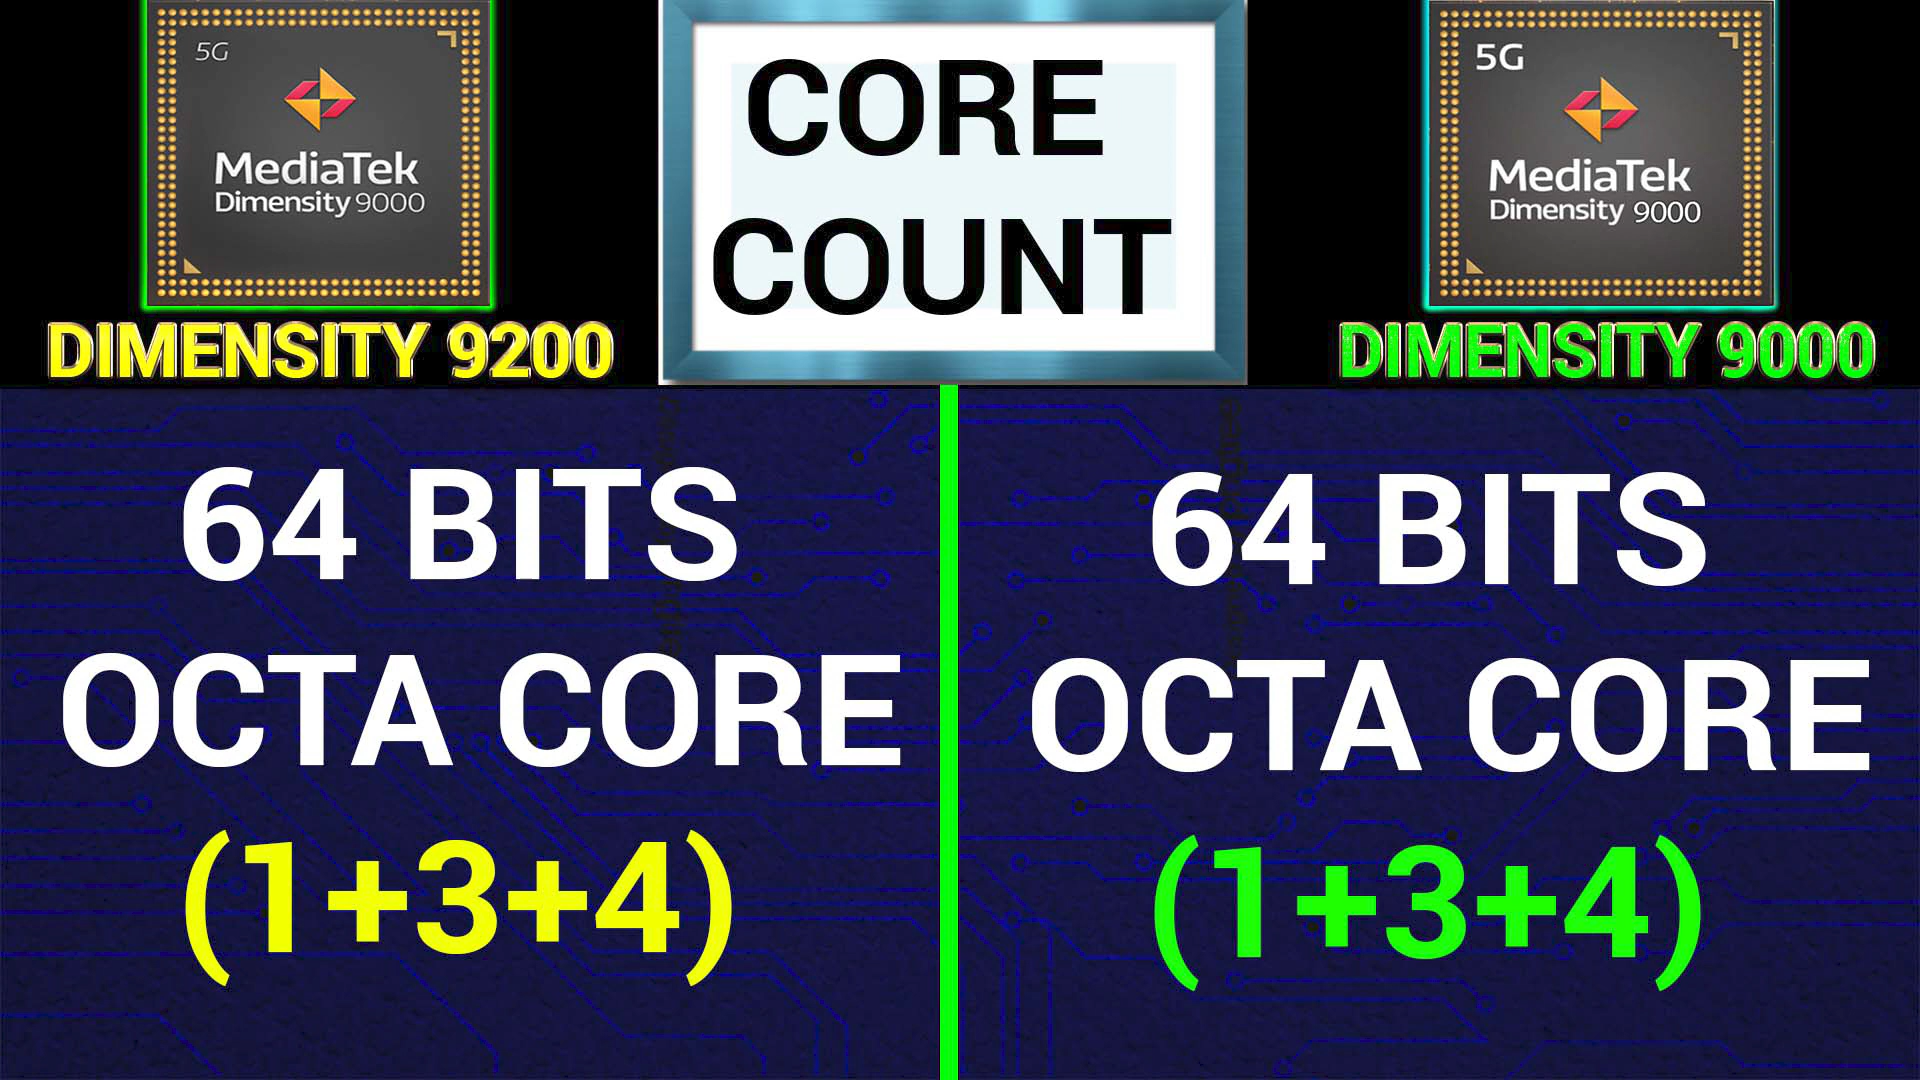 5G
MediaTek
Dimensity 9000
DIMENSITY 9200
CORE
COUNT
5G
MediaTek
Dimensity 9000
DIMENSITY 9000
64 BITS
OCTA CORE
(1+3+4)
64 BITS
OCTA CORE
(1+3+4)